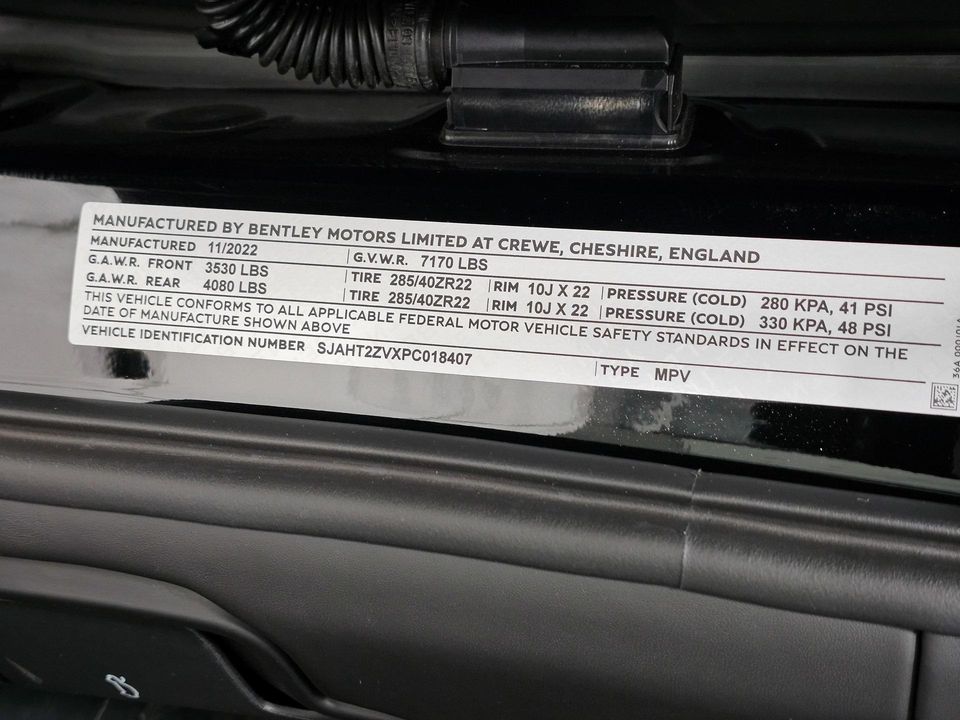 MANUFACTURED BY BENTLEY MOTORS LIMITED AT CREWE, CHESHIRE, ENGLAND
MANUFACTURED 11/2022 G.V.W.R. 7170 LBS
G.A.W.R. FRONT 3530 LBS TIRE 285/40ZR22 RIM 10J X 22 PRESSURE (COLD) 280 KPA, 41 PSI
G.A.W.R. REAR 4080 LBS TIRE 285/40ZR22 RIM 10J X 22 PRESSURE (COLD) 330 KPA, 48 PSI
THIS VEHICLE CONFORMS TO ALL APPLICABLE FEDERAL MOTOR VEHICLE SAFETY STANDARDS IN EFFECT ON THE
DATE OF MANUFACTURE SHOWN ABOVE
VEHICLE IDENTIFICATION NUMBER SJAHT2ZVXPC018407 TYPE MPV